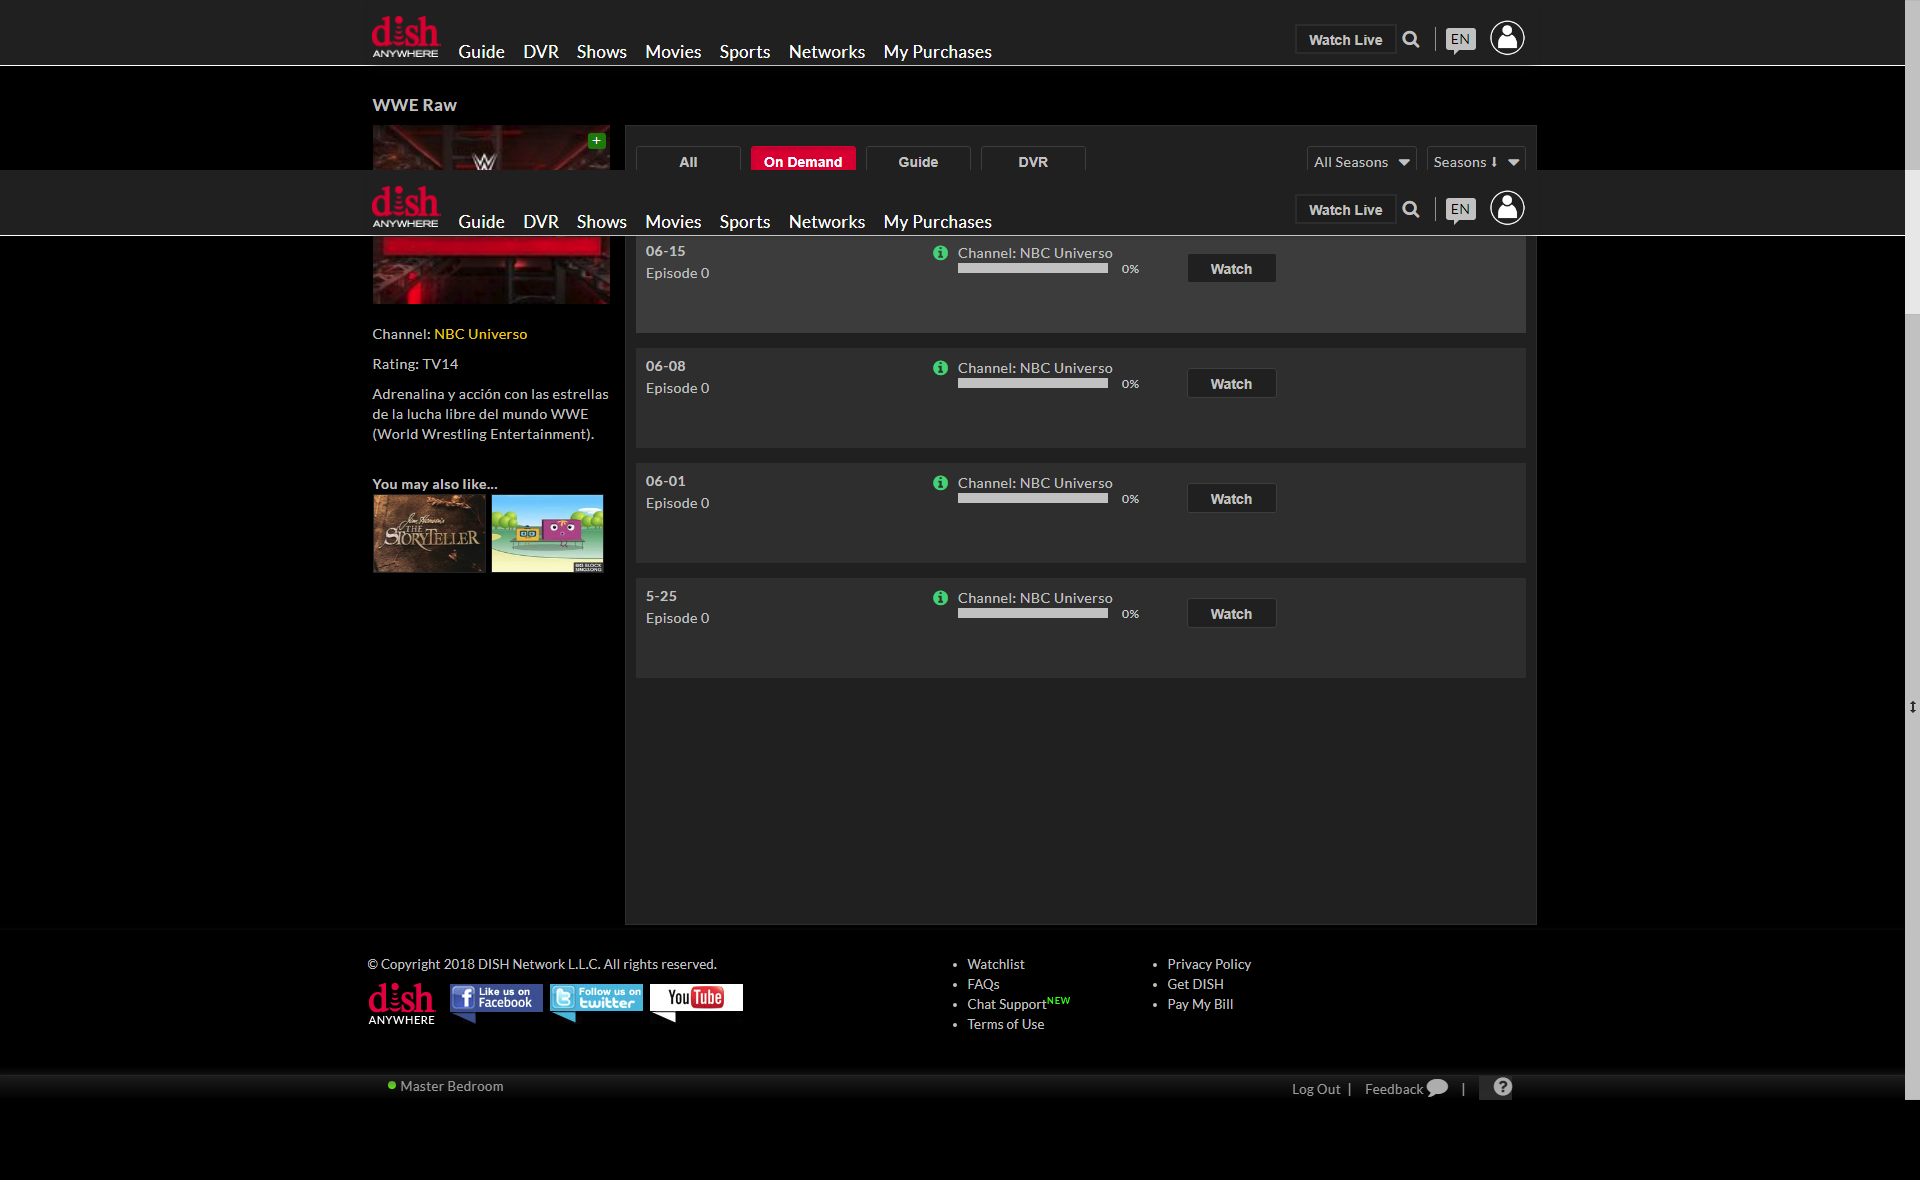 dish
ANYWHERE
Guide DVR Shows Movies Sports Networks My Purchases
Watch Live
EN
WWE Raw
W
All
On Demand
Guide
DVR
All Seasons
Seasons
dish
ANYWHERE
Guide DVR Shows Movies Sports Networks My Purchases
Watch Live
EN
06-15
Episode 0
Channel: NBC Universo
0%
Watch
Channel: NBC Universo
Rating: TV14
Adrenalina y acción con las estrellas
de la lucha libre del mundo WWE
(World Wrestling Entertainment).
06-08
Episode 0
Channel: NBC Universo
0%
Watch
06-01
Episode 0
Channel: NBC Universo
0%
Watch
You may also like...
Jim Henson's
THE
STORYTELLER
BIG BLOCK
SINGSONG
5-25
Episode 0
Channel: NBC Universo
0%
Watch
© Copyright 2018 DISH Network L.L.C. All rights reserved.
dish
ANYWHERE
Like us on
Facebook
Follow us on
twitter
YouTube
Watchlist
FAQs
Chat Support NEW
Terms of Use
Privacy Policy
Get DISH
Pay My Bill
Master Bedroom
Log Out | Feedback | ?